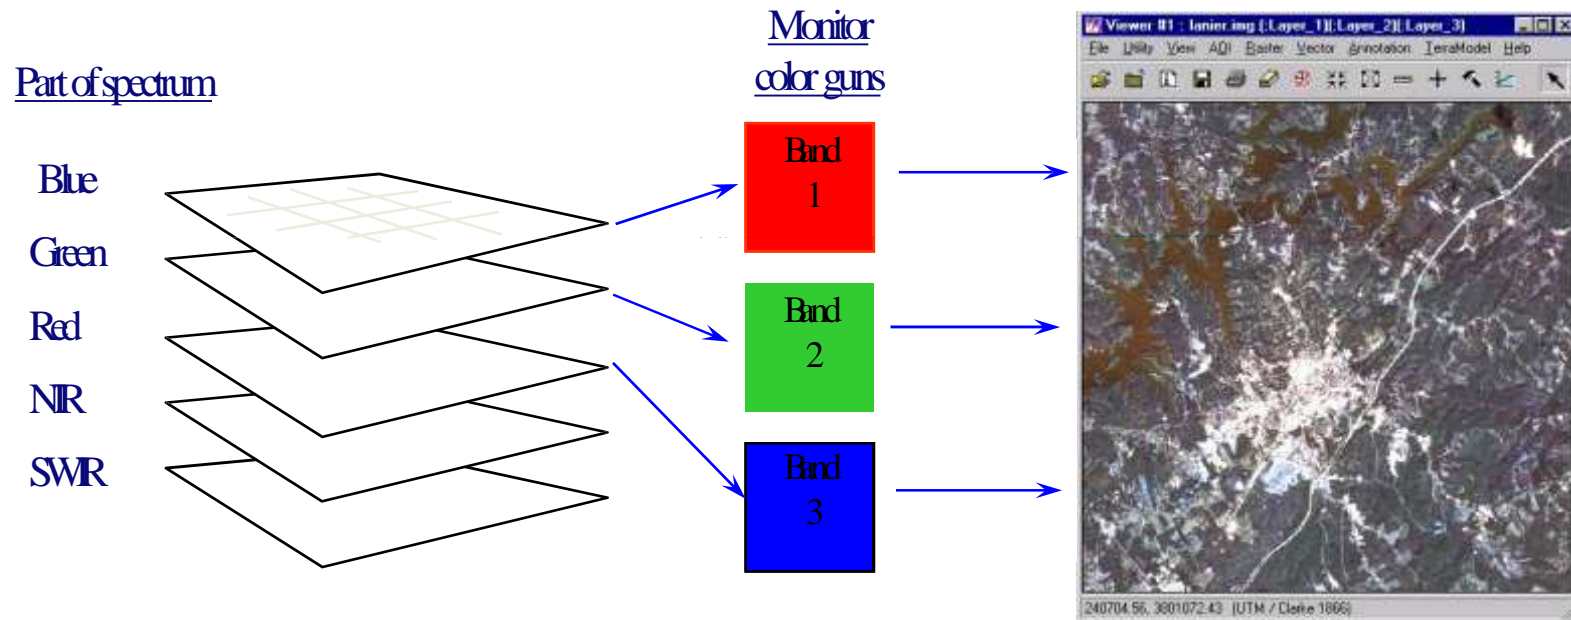 Part of spectrum
Blue
Green
Red
NIR
SWIR
Monitor
color guns
Band
1
Band
2
Band
3
Viewer #1 : lanier.img (:Layer_1)(:Layer_2)(:Layer_3)
File Utility View AOI Raster Vector Annotation TerraModel Help
240704.56, 3801072.43 (UTM / Clarke 1866)